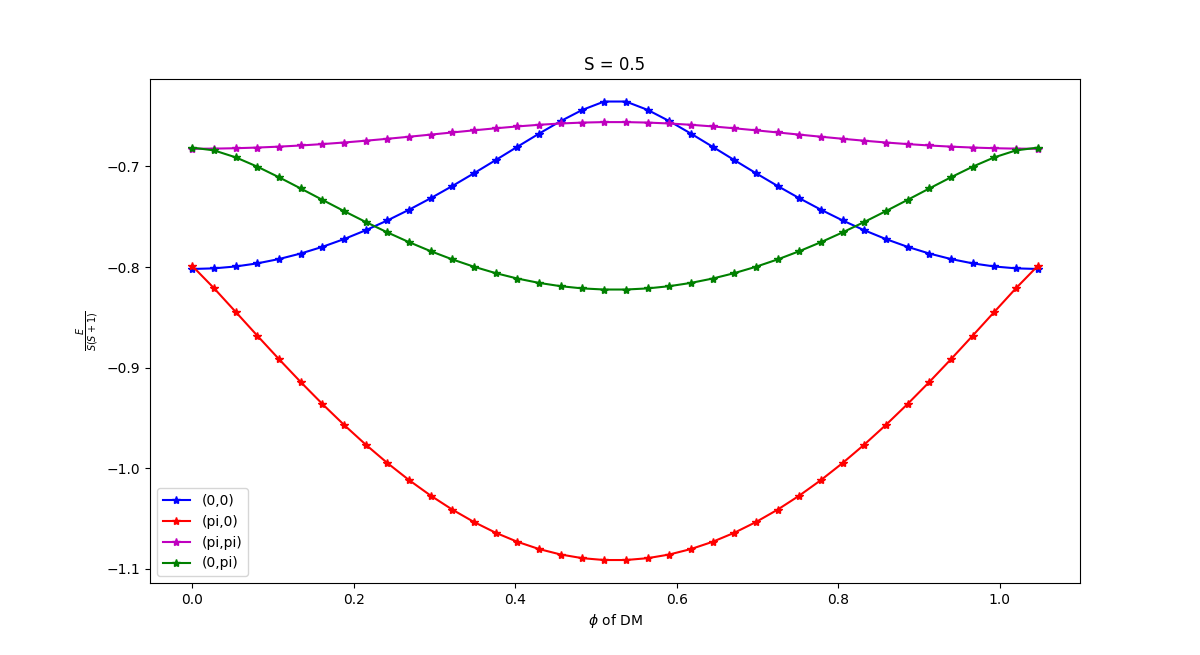 S = 0.5
−0.7
−0.8
−0.9
−1.0
−1.1
E
S(S + 1)
(0,0)
(pi,0)
(pi,pi)
(0,pi)
0.0 0.2 0.4 0.6 0.8 1.0
ϕ of DM